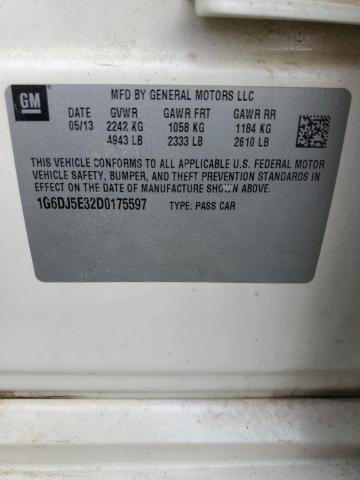 GM
MFD BY GENERAL MOTORS LLC
DATE GVWR GAWR FRT GAWR RR
05/13 2242 KG 1058 KG 1184 KG
4943 LB 2333 LB 2610 LB
THIS VEHICLE CONFORMS TO ALL APPLICABLE U.S. FEDERAL MOTOR
VEHICLE SAFETY, BUMPER, AND THEFT PREVENTION STANDARDS IN
EFFECT ON THE DATE OF MANUFACTURE SHOWN ABOVE.
1G6DJ5E32D0175597 TYPE: PASS CAR